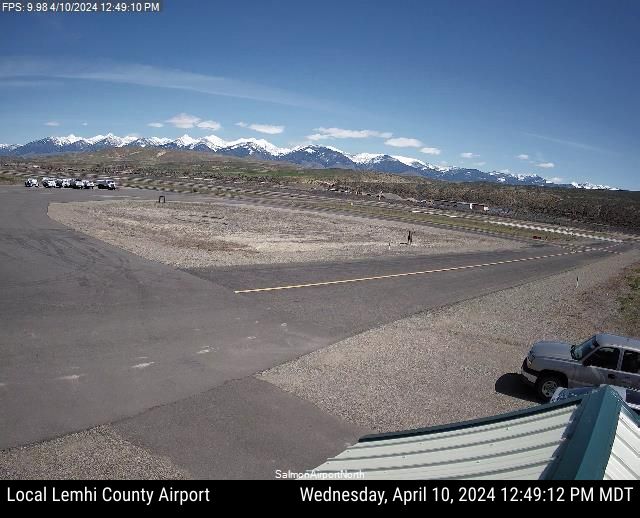 FPS: 9.98 4/10/2024 12:49:10 PM
SalmonAirportNorth
Local Lemhi County Airport Wednesday, April 10, 2024 12:49:12 PM MDT